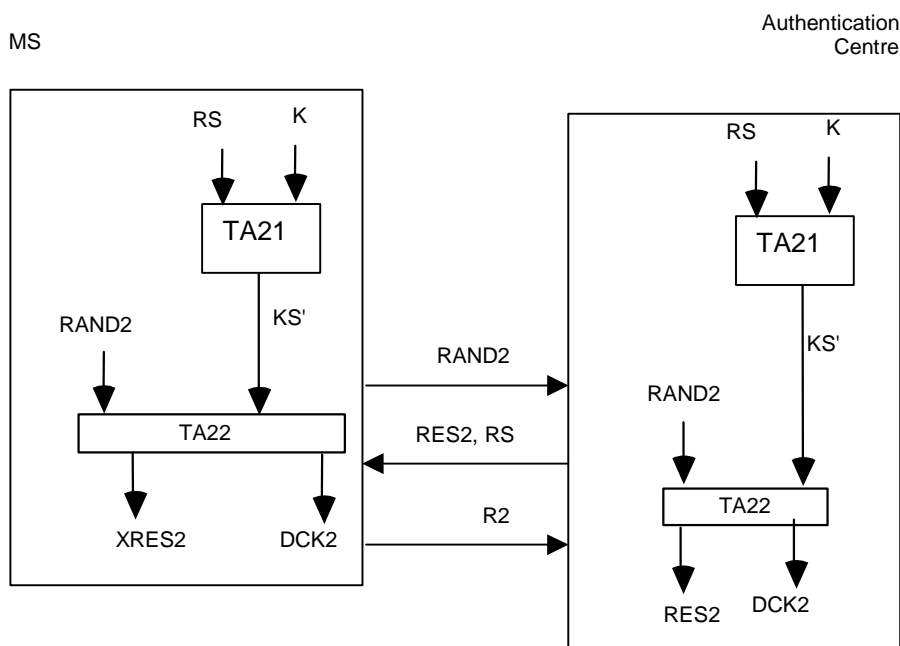 MS
Authentication
Centre
RS
K
TA21
KS'
RAND2
TA22
XRES2
DCK2
RAND2
RES2, RS
R2
RS
K
TA21
KS'
RAND2
TA22
RES2
DCK2